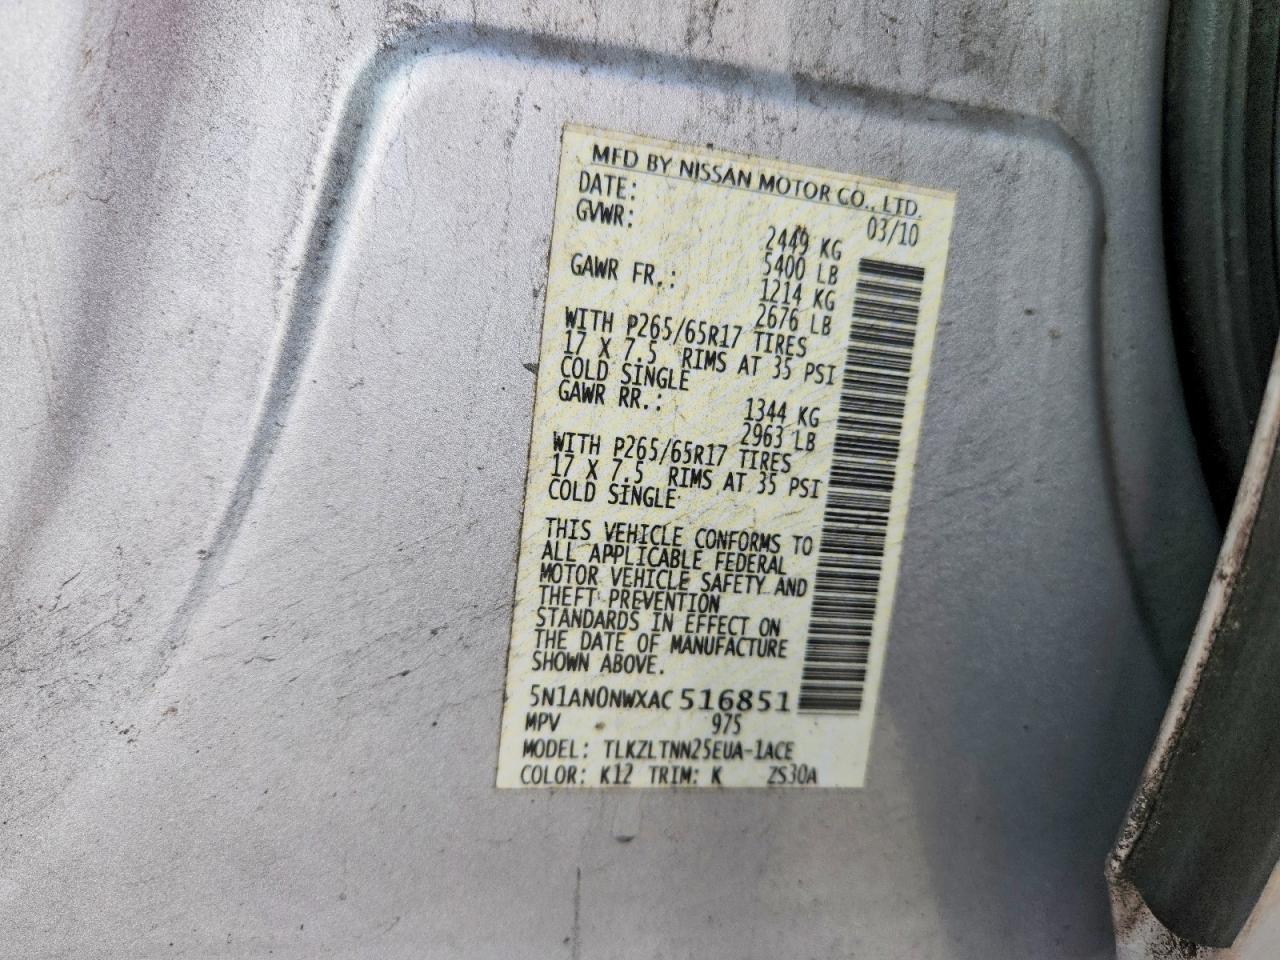 MFD BY NISSAN MOTOR CO., LTD.
DATE: 03/10
GVWR: 2449 KG
5400 LB
GAWR FR.: 1214 KG
2676 LB
WITH P265/65R17 TIRES
17 X 7.5 RIMS AT 35 PSI
COLD SINGLE
GAWR RR.: 1344 KG
2963 LB
WITH P265/65R17 TIRES
17 X 7.5 RIMS AT 35 PSI
COLD SINGLE
THIS VEHICLE CONFORMS TO
ALL APPLICABLE FEDERAL
MOTOR VEHICLE SAFETY AND
THEFT PREVENTION
STANDARDS IN EFFECT ON
THE DATE OF MANUFACTURE
SHOWN ABOVE.
5N1AN0NWXAC516851
MPV 975
MODEL: TLKZLTNN25EUA-1ACE
COLOR: K12 TRIM: K ZS30A